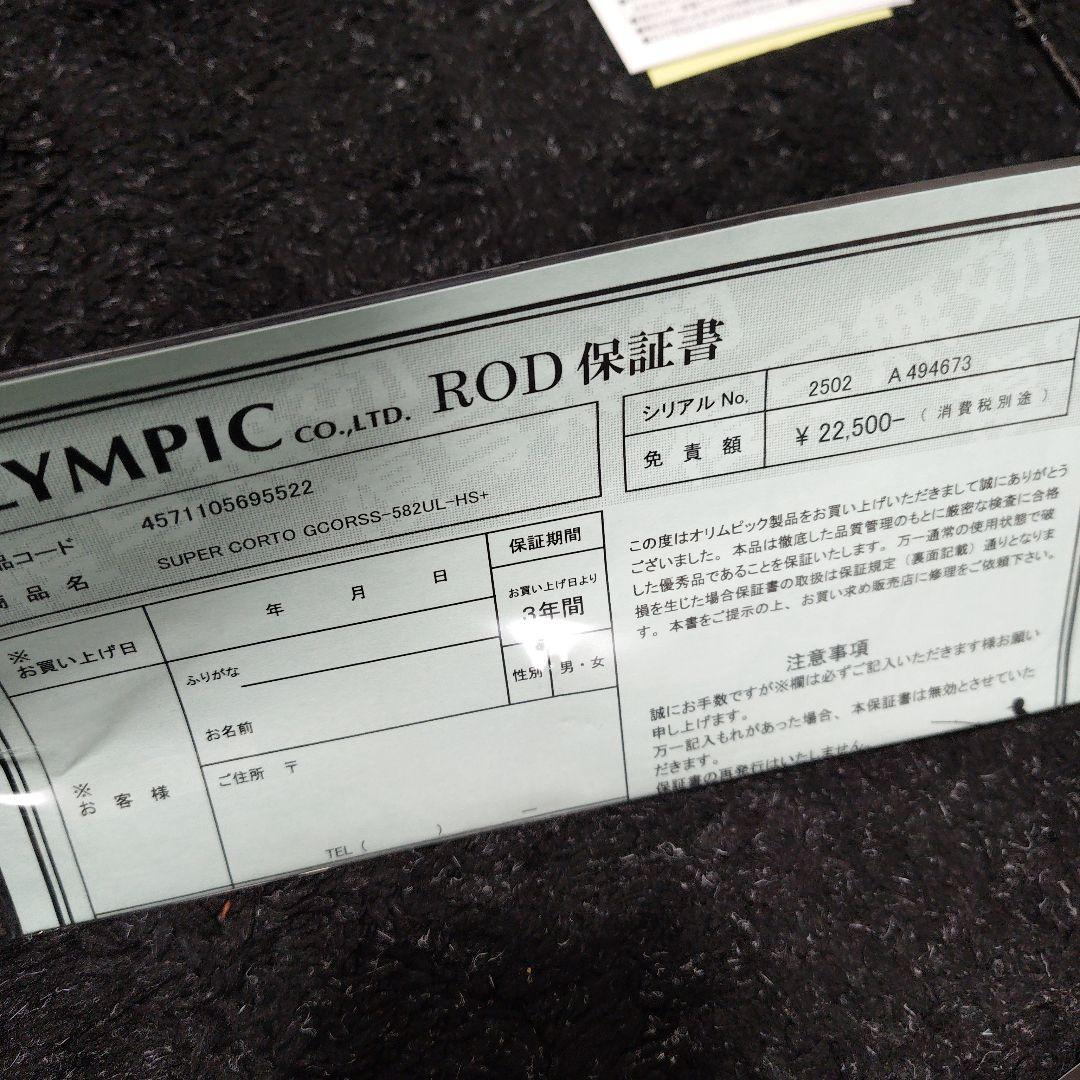 LYMPIC CO.,LTD. ROD 保証書
品コード 4571105695522
商品名 SUPER CORTO GCORSS-582UL-HS+
シリアル No. 2502 A 494673
免責額 ¥ 22,500- (消費税別途)
※お買い上げ日 年 月 日
保証期間
お買い上げ日より
3年間
※お客様
ふりがな
お名前
性別 男・女
ご住所 〒
TEL ( )
この度はオリムピック製品をお買い上げいただきまして誠にありがとう
ございました。本品は徹底した品質管理のもとに厳密な検査に合格
した優秀品であることを保証いたします。万一通常の使用状態で破
損を生じた場合保証書の取扱は保証規定(裏面記載)通りとなりま
す。本書をご提示の上、お買い求め販売店に修理をご依頼下さい。
注意事項
誠にお手数ですが※欄は必ずご記入いただきます様お願い
申し上げます。
万一記入もれがあった場合、本保証書は無効とさせていた
だきます。
保証書の再発行はいたしません。